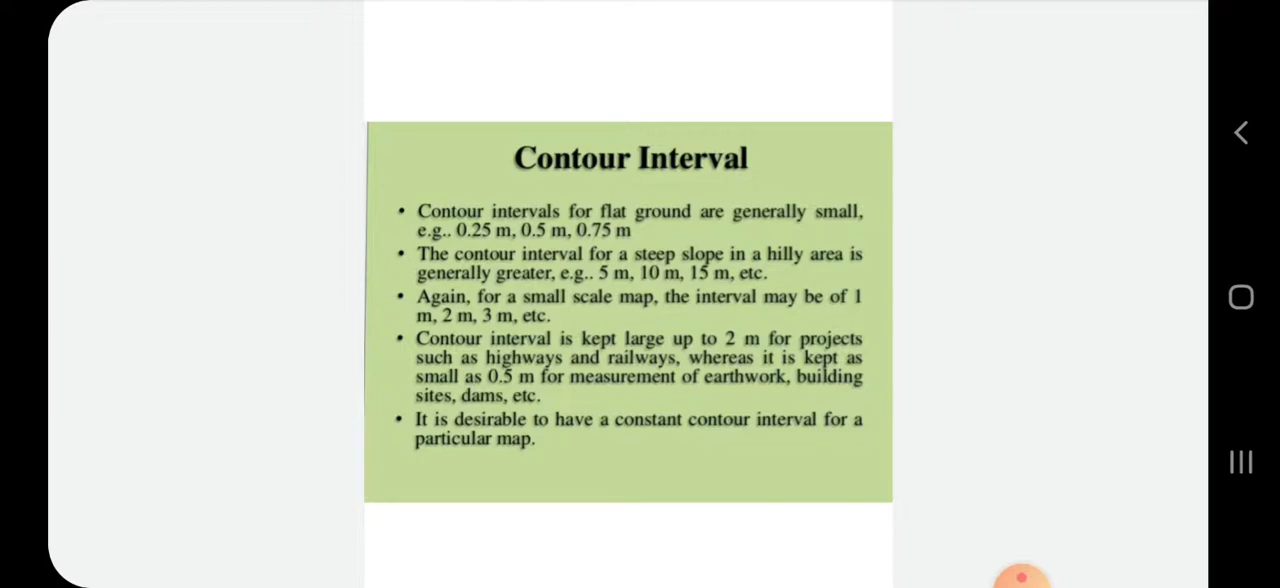 Contour Interval
• Contour intervals for flat ground are generally small,
e.g.. 0.25 m, 0.5 m, 0.75 m
• The contour interval for a steep slope in a hilly area is
generally greater, e.g.. 5 m, 10 m, 15 m, etc.
• Again, for a small scale map, the interval may be of 1
m, 2 m, 3 m, etc.
• Contour interval is kept large up to 2 m for projects
such as highways and railways, whereas it is kept as
small as 0.5 m for measurement of earthwork, building
sites, dams, etc.
• It is desirable to have a constant contour interval for a
particular map.